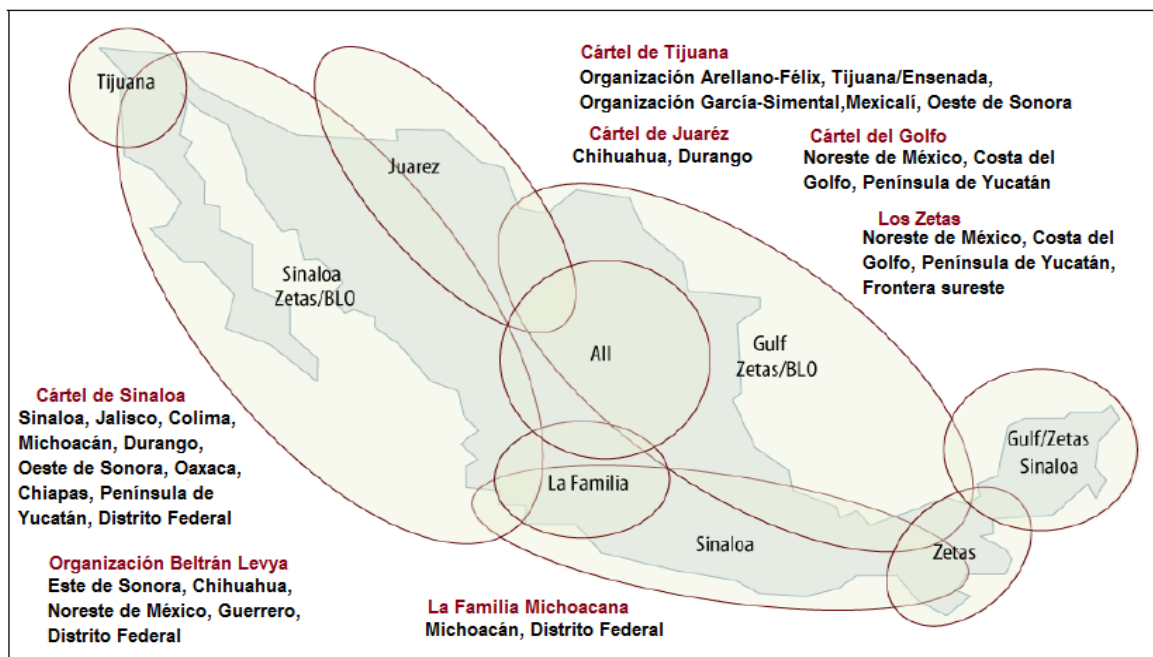 Cártel de Tijuana
Organización Arellano-Félix, Tijuana/Ensenada,
Organización García-Simental,Mexicalí, Oeste de Sonora
Cártel de Juaréz
Chihuahua, Durango
Cártel del Golfo
Noreste de México, Costa del
Golfo, Península de Yucatán
Los Zetas
Noreste de México, Costa del
Golfo, Península de Yucatán,
Frontera sureste
Tijuana
Juarez
Sinaloa
Zetas/BLO
All
Gulf
Zetas/BLO
Gulf/Zetas
Sinaloa
La Familia
Sinaloa
Zetas
Cártel de Sinaloa
Sinaloa, Jalisco, Colima,
Michoacán, Durango,
Oeste de Sonora, Oaxaca,
Chiapas, Península de
Yucatán, Distrito Federal
Organización Beltrán Levya
Este de Sonora, Chihuahua,
Noreste de México, Guerrero,
Distrito Federal
La Familia Michoacana
Michoacán, Distrito Federal